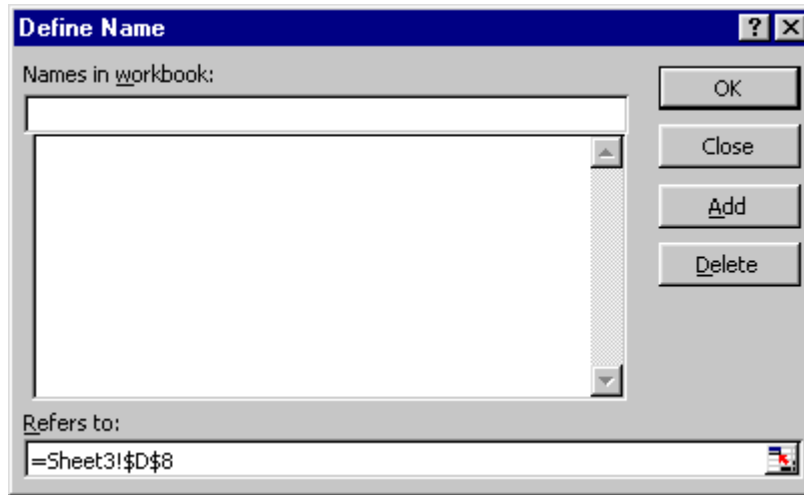 Define Name
Names in workbook:
OK
Close
Add
Delete
Refers to:
=Sheet3!$D$8